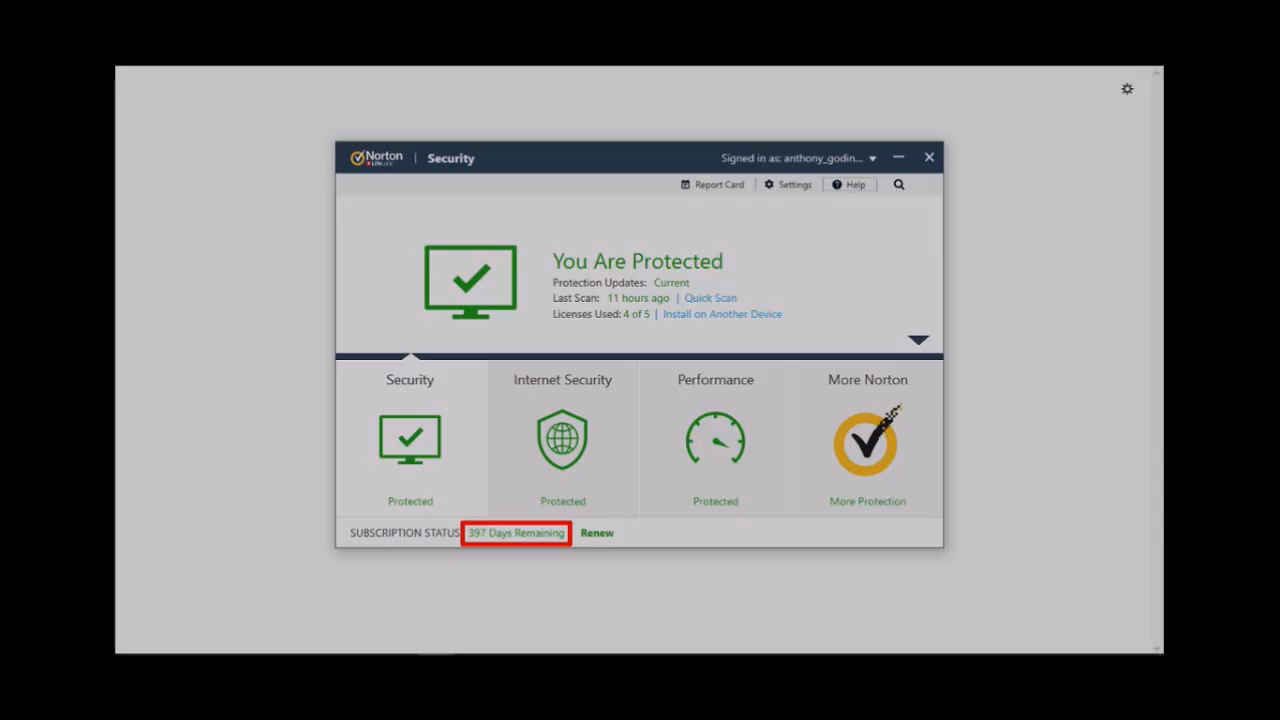 Norton
Security
Signed in as: anthony_godin...
Report Card
Settings
Help
You Are Protected
Protection Updates: Current
Last Scan: 11 hours ago | Quick Scan
Licenses Used: 4 of 5 | Install on Another Device
Security
Internet Security
Performance
More Norton
Protected
Protected
Protected
More Protection
SUBSCRIPTION STATUS 397 Days Remaining Renew